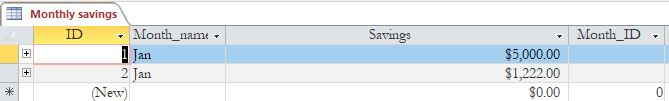 Monthly savings
ID Month_name Savings Month_ID
1 Jan $5,000.00
2 Jan $1,222.00
(New) $0.00 0